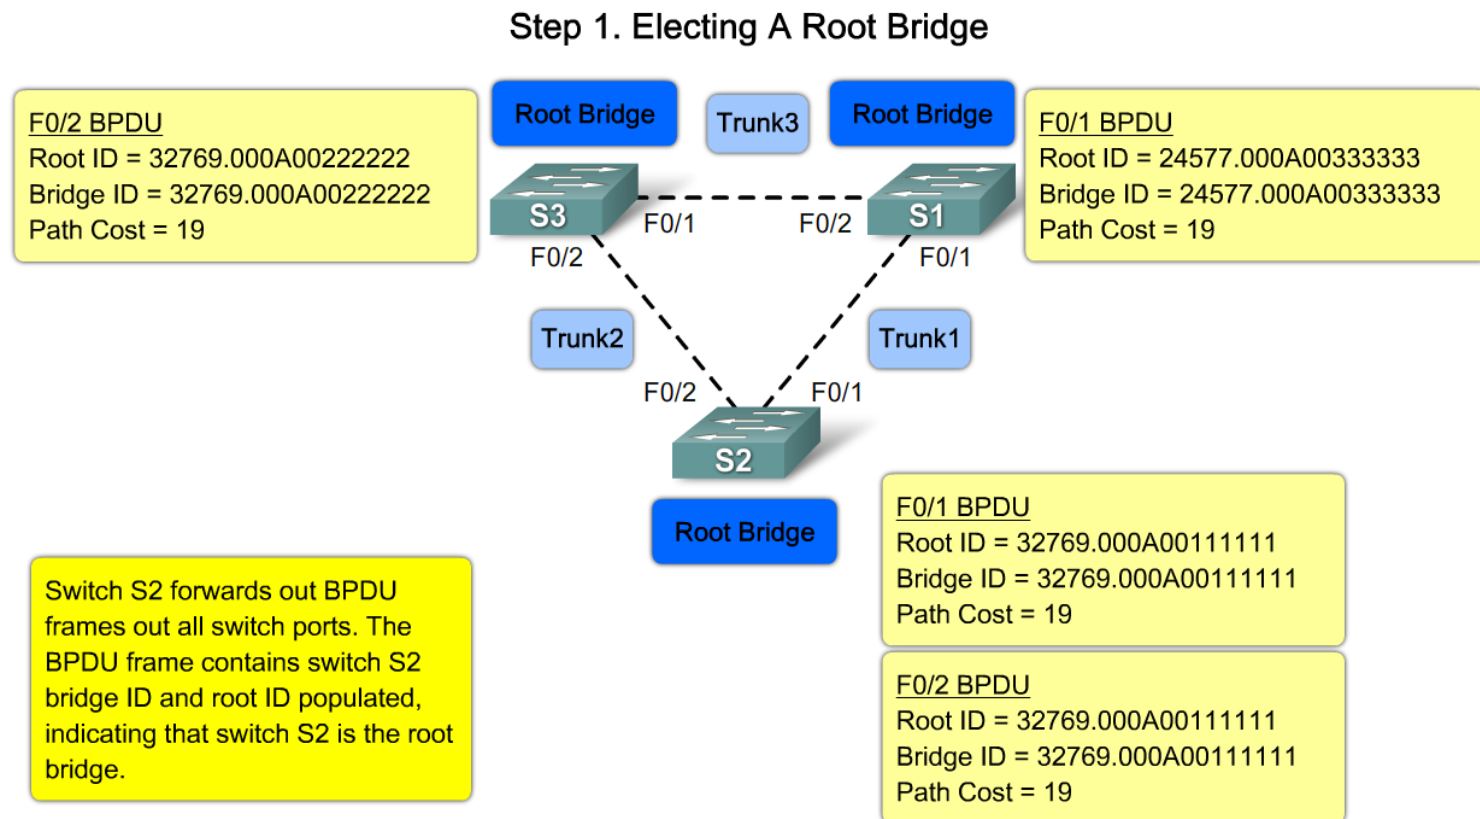 Step 1. Electing A Root Bridge
F0/2 BPDU
Root ID = 32769.000A00222222
Bridge ID = 32769.000A00222222
Path Cost = 19
Root Bridge
Trunk3
Root Bridge
F0/1 BPDU
Root ID = 24577.000A00333333
Bridge ID = 24577.000A00333333
Path Cost = 19
S3
F0/1
F0/2
S1
F0/2
F0/1
Trunk2
Trunk1
F0/2
F0/1
S2
Root Bridge
F0/1 BPDU
Root ID = 32769.000A00111111
Bridge ID = 32769.000A00111111
Path Cost = 19
Switch S2 forwards out BPDU
frames out all switch ports. The
BPDU frame contains switch S2
bridge ID and root ID populated,
indicating that switch S2 is the root
bridge.
F0/2 BPDU
Root ID = 32769.000A00111111
Bridge ID = 32769.000A00111111
Path Cost = 19